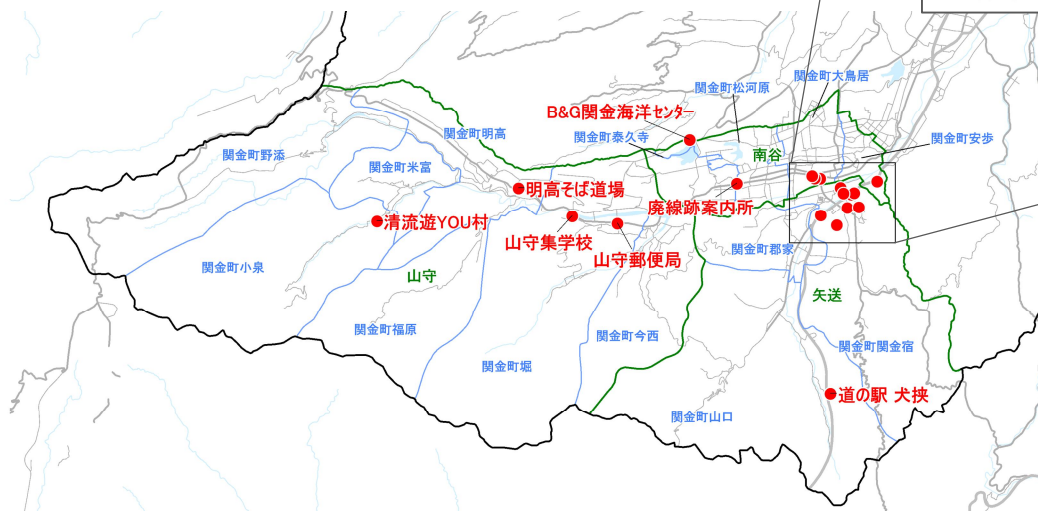 関金町大鳥居
関金町松河原
B&G関金海洋ｾﾝﾀｰ
関金町明高
関金町泰久寺
関金町安歩
関金町野添
南谷
関金町米富
明高そば道場
廃線跡案内所
清流遊YOU村
山守集学校
関金町郡家
山守郵便局
関金町小泉
山守
矢送
関金町福原
関金町今西
関金町関金宿
関金町堀
道の駅 犬挟
関金町山口